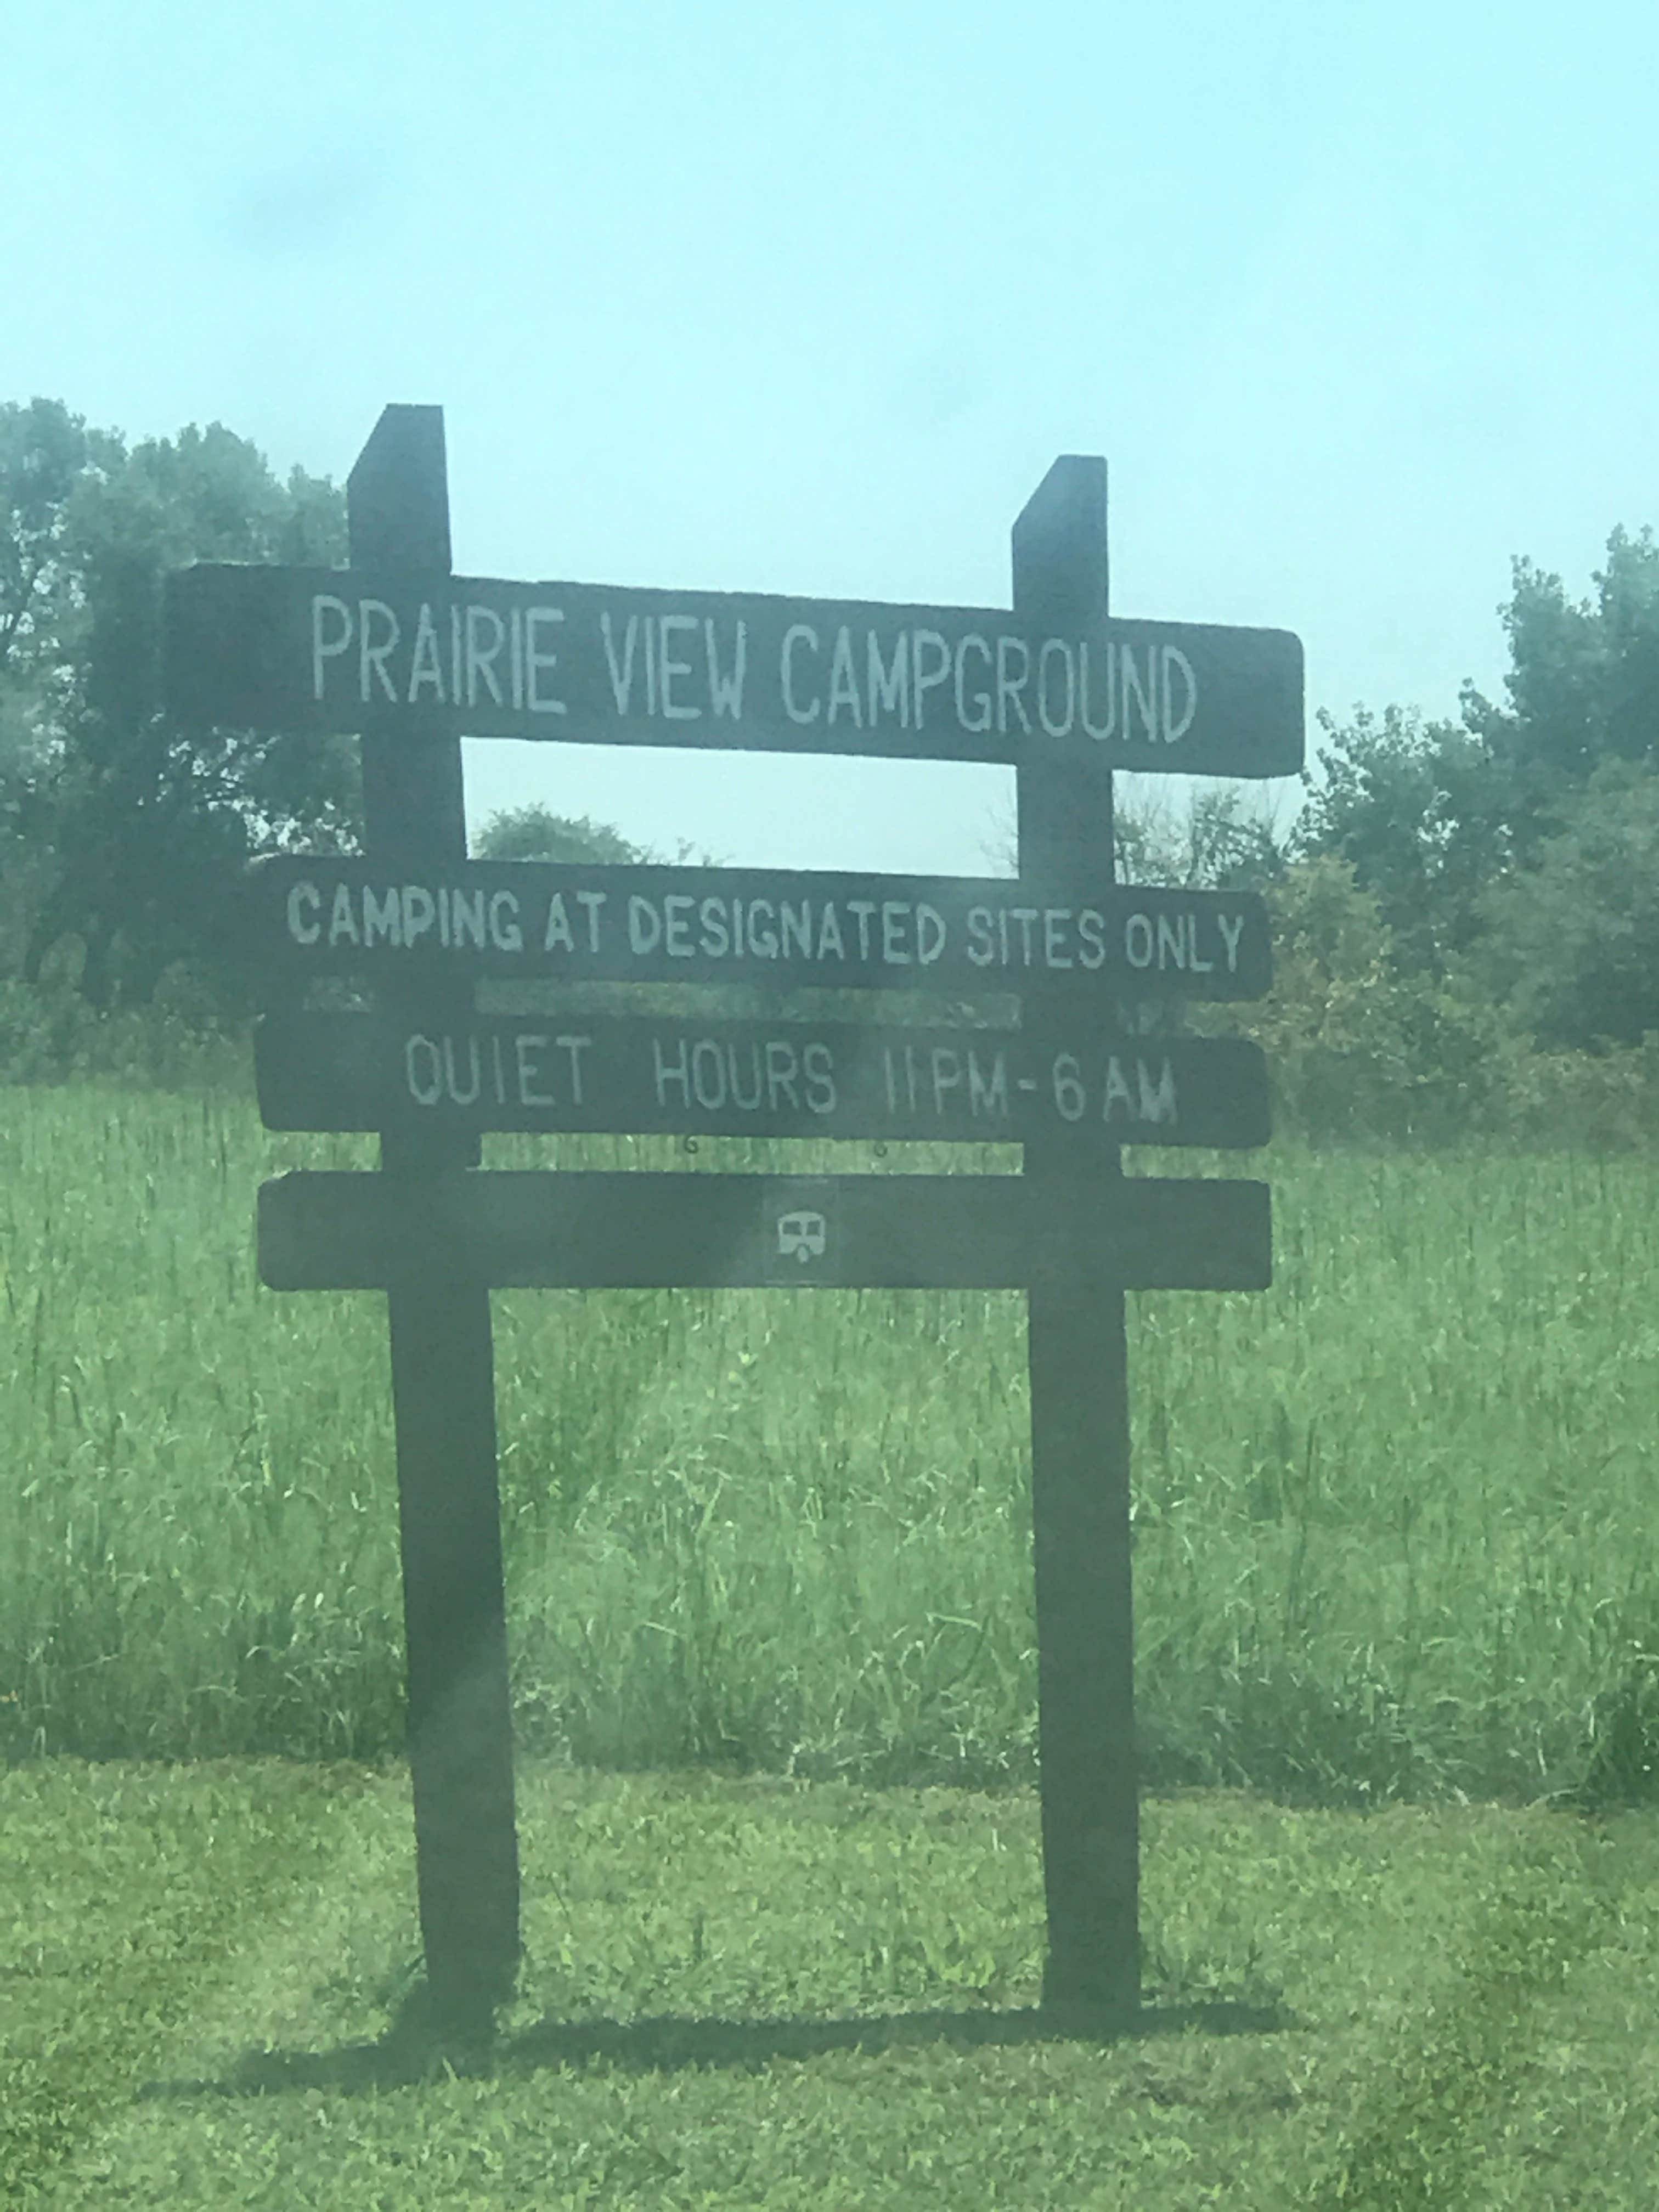 PRAIRIE VIEW CAMPGROUND
CAMPING AT DESIGNATED SITES ONLY
QUIET HOURS 11PM-6AM